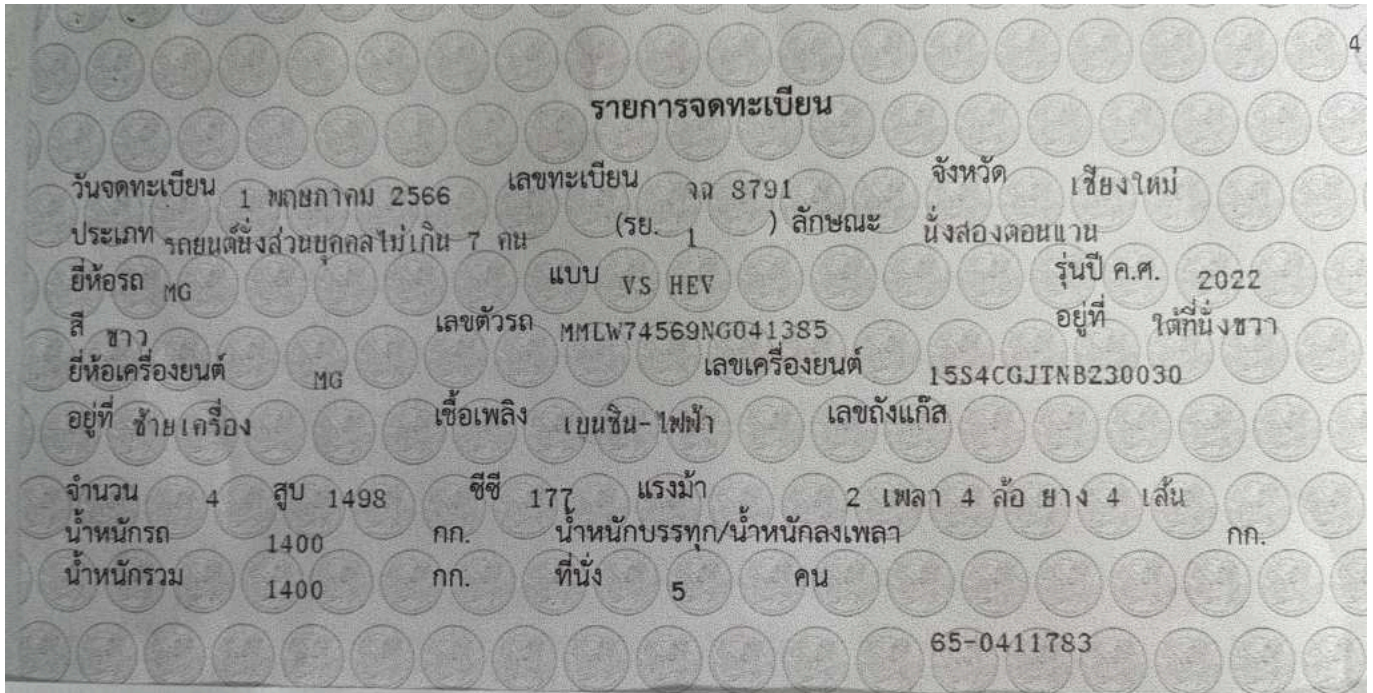 4
รายการจดทะเบียน
วันจดทะเบียน 1 พฤษภาคม 2566 เลขทะเบียน จฉ 8791 จังหวัด เชียงใหม่
ประเภท รถยนต์นั่งส่วนบุคคลไม่เกิน 7 คน (รย. 1 ) ลักษณะ นั่งสองตอนแวน
ยี่ห้อรถ MG แบบ VS HEV รุ่นปี ค.ศ. 2022
สี ขาว เลขตัวรถ MMLW74569NG041385 อยู่ที่ ใต้ที่นั่งขวา
ยี่ห้อเครื่องยนต์ MG เลขเครื่องยนต์ 15S4CGJTNB230030
อยู่ที่ ซ้ายเครื่อง เชื้อเพลิง เบนซิน-ไฟฟ้า เลขถังแก๊ส
จำนวน 4 สูบ 1498 ซีซี 177 แรงม้า 2 เพลา 4 ล้อ ยาง 4 เส้น
น้ำหนักรถ 1400 กก. น้ำหนักบรรทุก/น้ำหนักลงเพลา กก.
น้ำหนักรวม 1400 กก. ที่นั่ง 5 คน
65-0411783